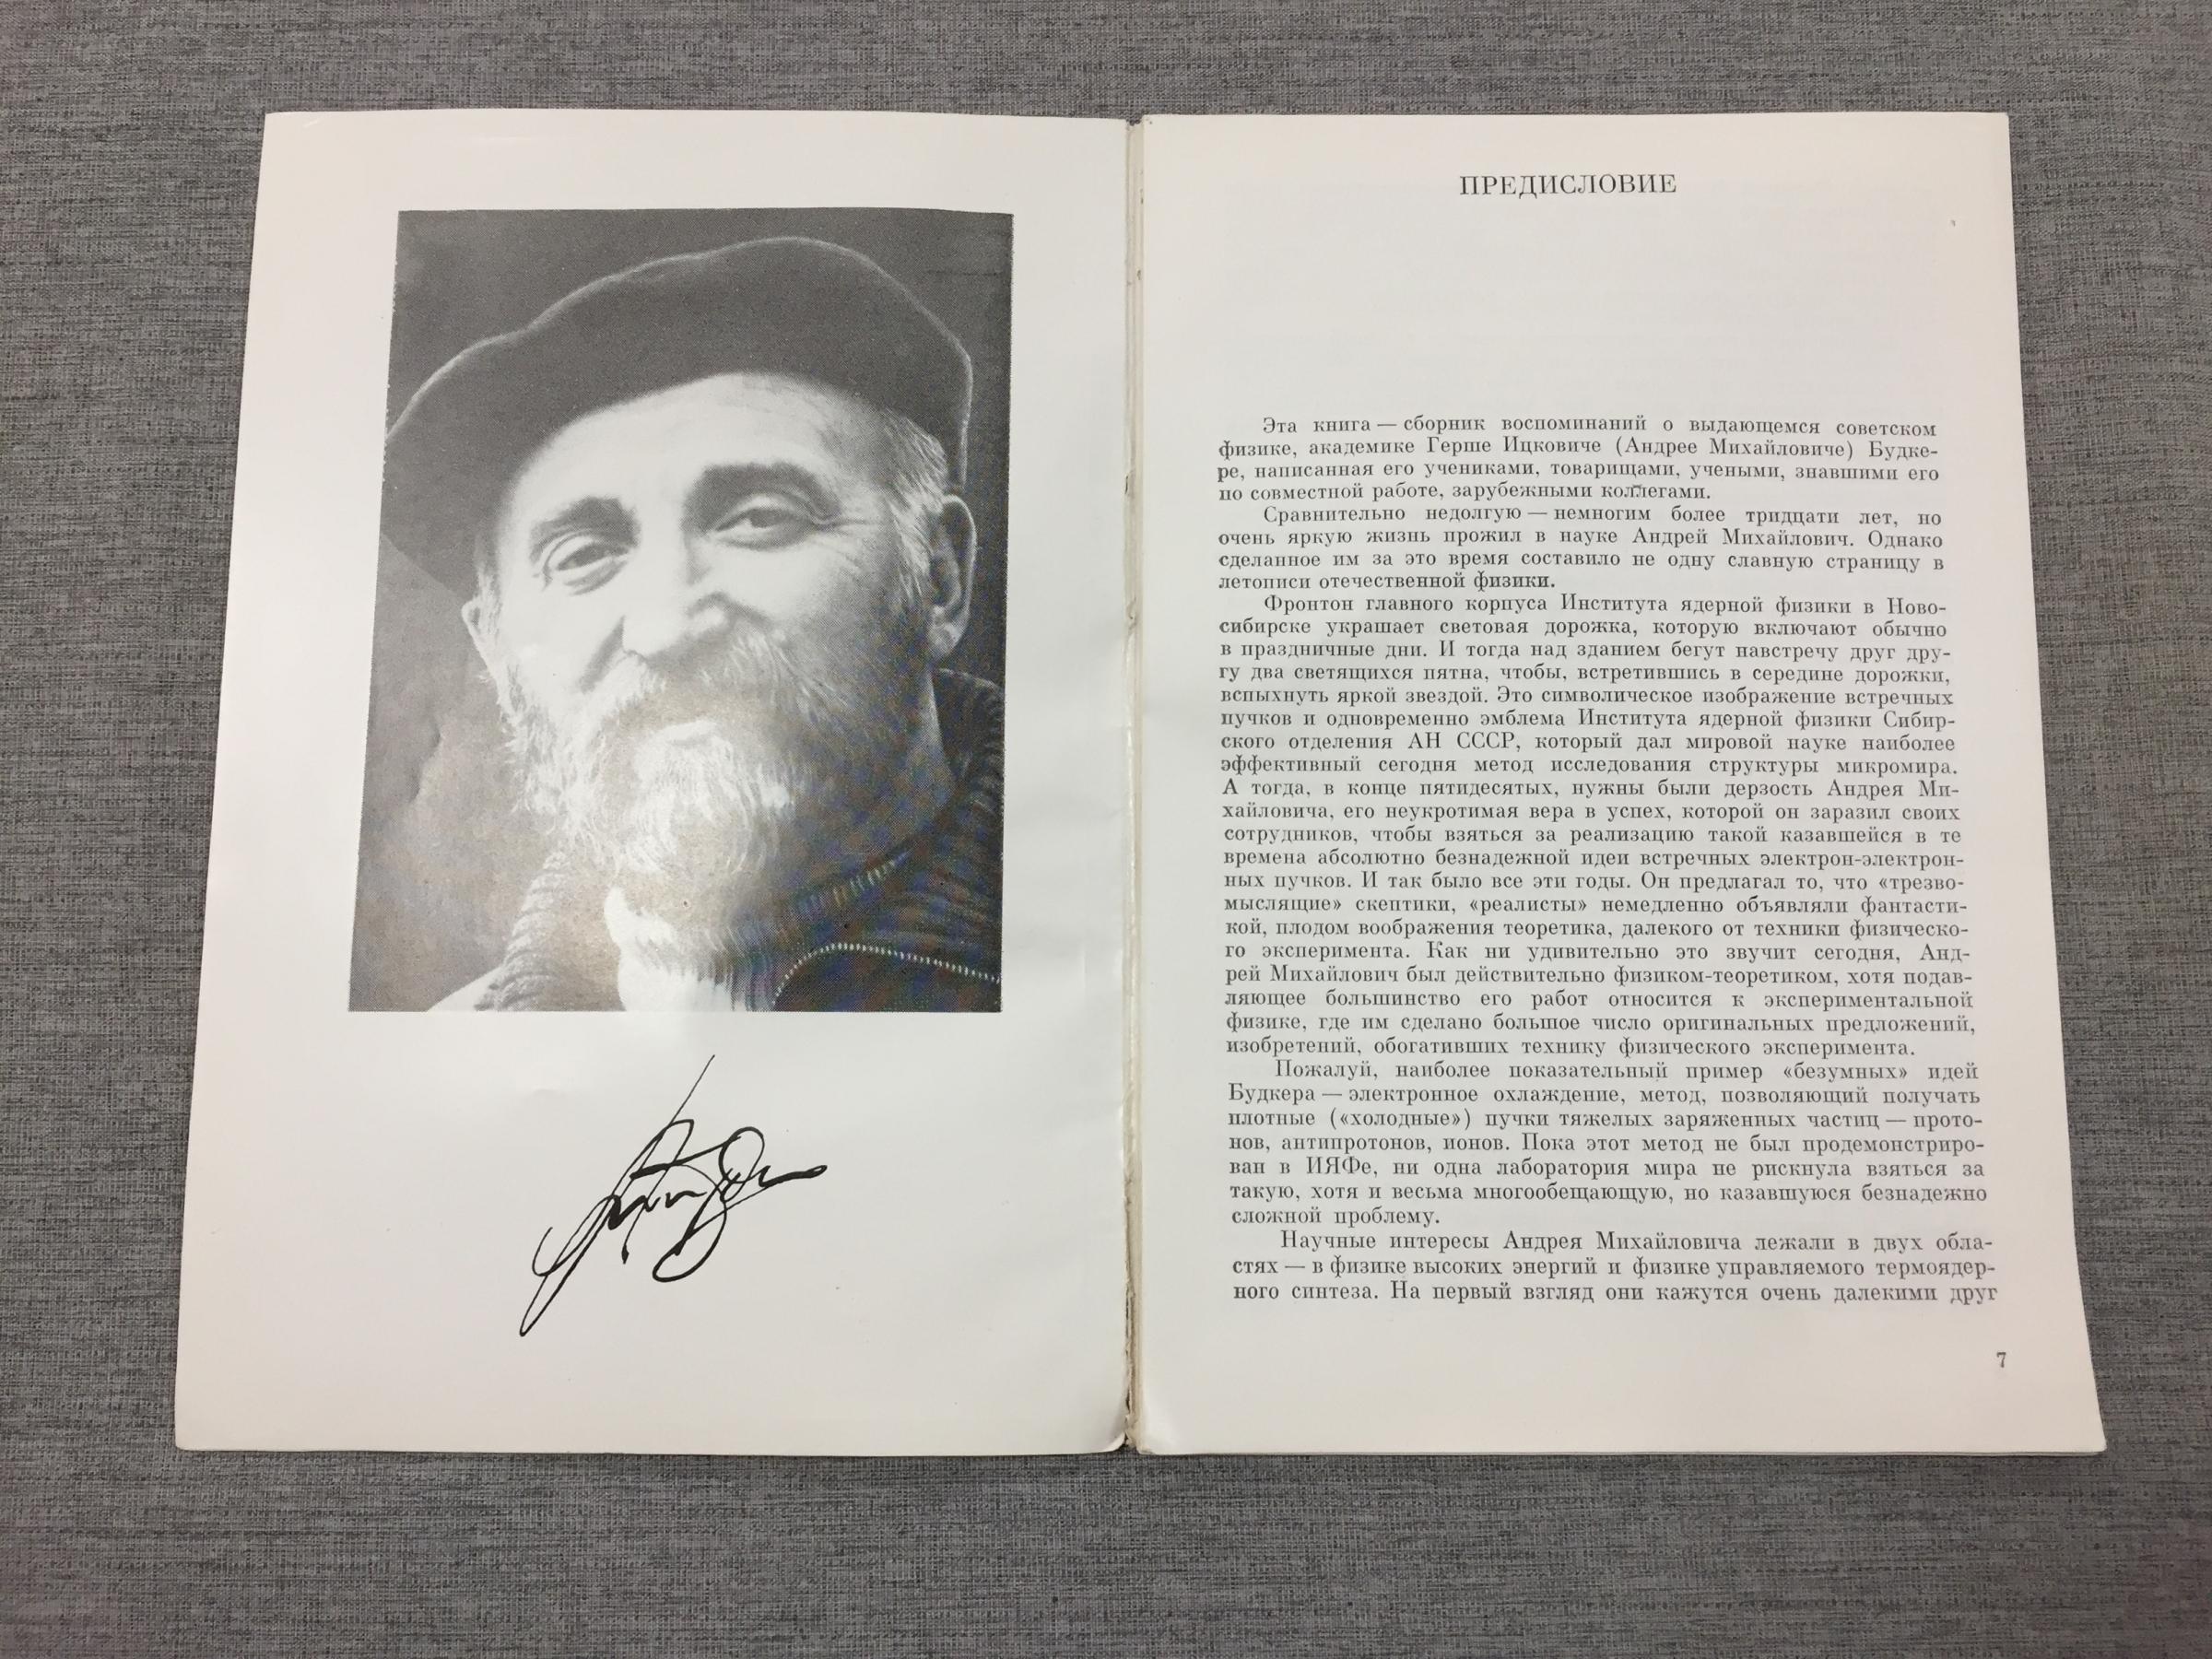 ПРЕДИСЛОВИЕ
Эта книга — сборник воспоминаний о выдающемся советском
физике, академике Герше Ицковиче (Андрее Михайловиче) Будке-
ре, написанная его учениками, товарищами, учеными, знавшими его
по совместной работе, зарубежными коллегами.
Сравнительно недолгую — немногим более тридцати лет, но
очень яркую жизнь прожил в науке Андрей Михайлович. Однако
сделанное им за это время составило не одну славную страницу в
летописи отечественной физики.
Фронтон главного корпуса Института ядерной физики в Ново-
сибирске украшает световая дорожка, которую включают обычно
в праздничные дни. И тогда над зданием бегут навстречу друг дру-
гу два светящихся пятна, чтобы, встретившись в середине дорожки,
вспыхнуть яркой звездой. Это символическое изображение встречных
пучков и одновременно эмблема Института ядерной физики Сибир-
ского отделения АН СССР, который дал мировой науке наиболее
эффективный сегодня метод исследования структуры микромира.
А тогда, в конце пятидесятых, нужны были дерзость Андрея Ми-
хайловича, его неукротимая вера в успех, которой он заразил своих
сотрудников, чтобы взяться за реализацию такой казавшейся в те
времена абсолютно безнадежной идеи встречных электрон-электрон-
ных пучков. И так было все эти годы. Он предлагал то, что «трезво-
мыслящие» скептики, «реалисты» немедленно объявляли фантасти-
кой, плодом воображения теоретика, далекого от техники физическо-
го эксперимента. Как ни удивительно это звучит сегодня, Анд-
рей Михайлович был действительно физиком-теоретиком, хотя подав-
ляющее большинство его работ относится к экспериментальной
физике, где им сделано большое число оригинальных предложений,
изобретений, обогативших технику физического эксперимента.
Пожалуй, наиболее показательный пример «безумных» идей
Будкера — электронное охлаждение, метод, позволяющий получать
плотные («холодные») пучки тяжелых заряженных частиц — прото-
нов, антипротонов, ионов. Пока этот метод не был продемонстриро-
ван в ИЯФе, ни одна лаборатория мира не рискнула взяться за
такую, хотя и весьма многообещающую, но казавшуюся безнадежно
сложной проблему.
Научные интересы Андрея Михайловича лежали в двух обла-
стях — в физике высоких энергий и физике управляемого термоядер-
ного синтеза. На первый взгляд они кажутся очень далекими друг
7